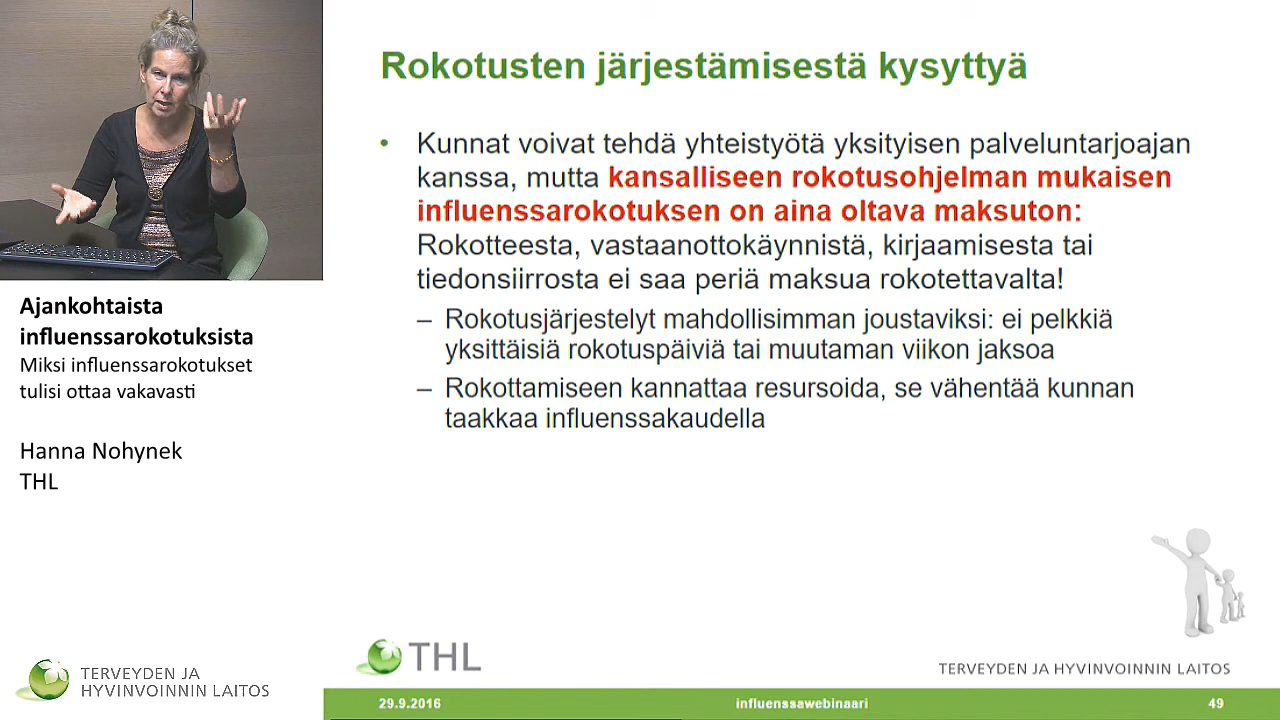 Rokotusten järjestämisestä kysyttyä
• Kunnat voivat tehdä yhteistyötä yksityisen palveluntarjoajan
kanssa, mutta kansalliseen rokotusohjelman mukaisen
influenssarokotuksen on aina oltava maksuton:
Rokotteesta, vastaanottokäynnistä, kirjaamisesta tai
tiedonsiirrosta ei saa periä maksua rokotettavalta!
– Rokotusjärjestelyt mahdollisimman joustaviksi: ei pelkkiä
yksittäisiä rokotuspäiviä tai muutaman viikon jaksoa
– Rokottamiseen kannattaa resursoida, se vähentää kunnan
taakkaa influenssakaudella
Ajankohtaista
influenssarokotuksista
Miksi influenssarokotukset
tulisi ottaa vakavasti
Hanna Nohynek
THL
TERVEYDEN JA
HYVINVOINNIN LAITOS
THL
TERVEYDEN JA HYVINVOINNIN LAITOS
29.9.2016
influenssawebinaari
49